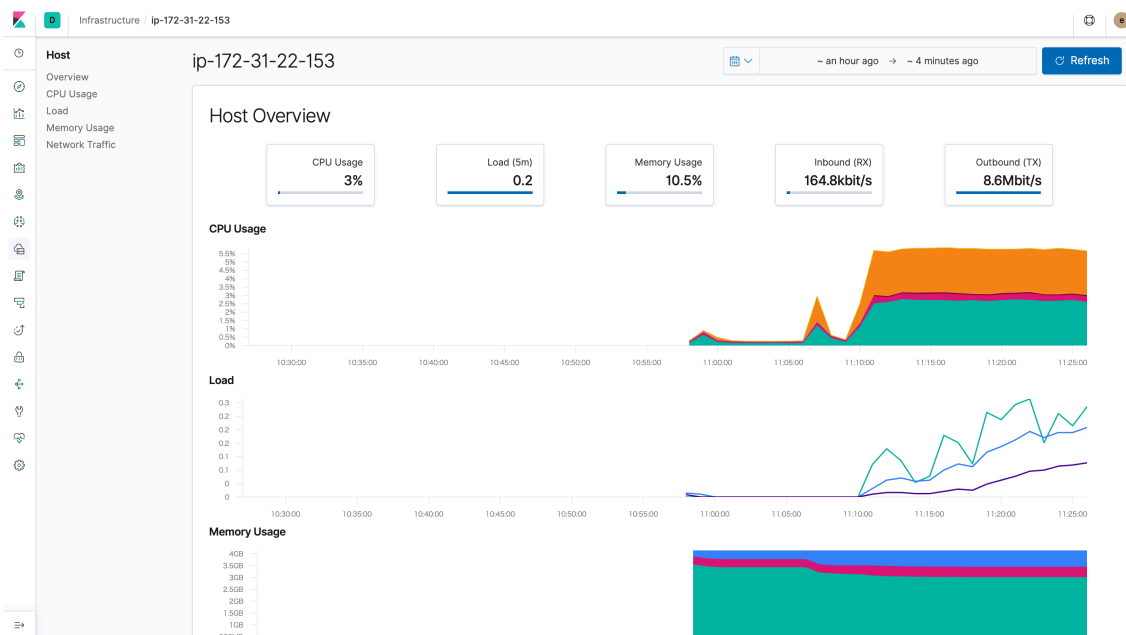 D
Infrastructure / ip-172-31-22-153
e
Host
Overview
CPU Usage
Load
Memory Usage
Network Traffic
ip-172-31-22-153
~ an hour ago → ~ 4 minutes ago
Refresh
Host Overview
CPU Usage
3%
Load (5m)
0.2
Memory Usage
10.5%
Inbound (RX)
164.8kbit/s
Outbound (TX)
8.6Mbit/s
CPU Usage
5.5%
5%
4.5%
4%
3.5%
3%
2.5%
2%
1.5%
1%
0.5%
0%
10:30:00 10:35:00 10:40:00 10:45:00 10:50:00 10:55:00 11:00:00 11:05:00 11:10:00 11:15:00 11:20:00 11:25:00
Load
0.3
0.2
0.2
0.2
0.1
0.1
0
0
10:30:00 10:35:00 10:40:00 10:45:00 10:50:00 10:55:00 11:00:00 11:05:00 11:10:00 11:15:00 11:20:00 11:25:00
Memory Usage
4GB
3.5GB
3GB
2.5GB
2GB
1.5GB
1GB